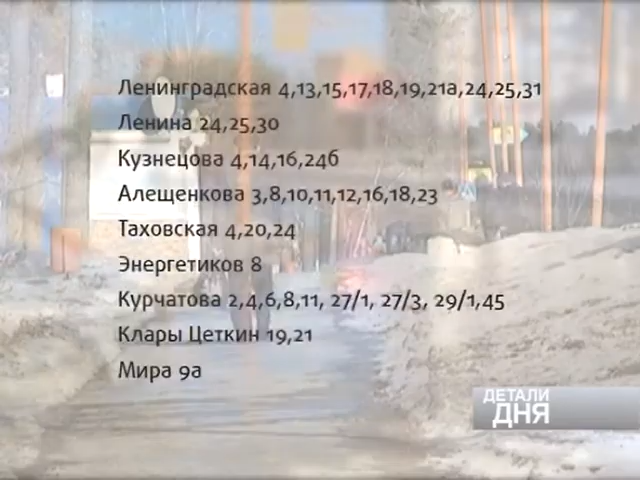 Ленинградская 4,13,15,17,18,19,21а,24,25,31
Ленина 24,25,30
Кузнецова 4,14,16,24б
Алещенкова 3,8,10,11,12,16,18,23
Таховская 4,20,24
Энергетиков 8
Курчатова 2,4,6,8,11, 27/1, 27/3, 29/1,45
Клары Цеткин 19,21
Мира 9а
ДЕТАЛИ
ДНЯ